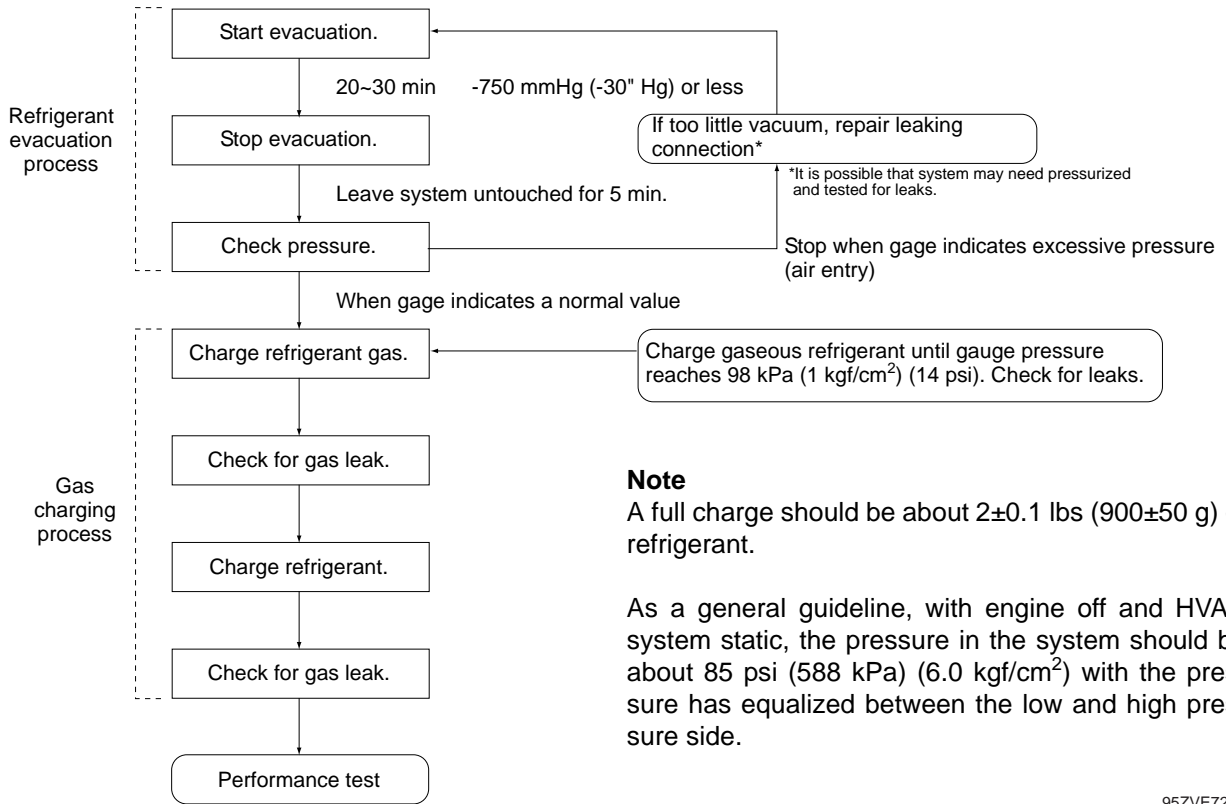 Start evacuation.
20~30 min -750 mmHg (-30" Hg) or less
Refrigerant
evacuation
process
Stop evacuation.
If too little vacuum, repair leaking
connection*
*It is possible that system may need pressurized
and tested for leaks.
Leave system untouched for 5 min.
Check pressure.
Stop when gage indicates excessive pressure
(air entry)
When gage indicates a normal value
Charge refrigerant gas.
Charge gaseous refrigerant until gauge pressure
reaches 98 kPa (1 kgf/cm²) (14 psi). Check for leaks.
Check for gas leak.
Gas
charging
process
Charge refrigerant.
Check for gas leak.
Performance test
Note
A full charge should be about 2±0.1 lbs (900±50 g)
refrigerant.
As a general guideline, with engine off and
system static, the pressure in the system should
about 85 psi (588 kPa) (6.0 kgf/cm²) with the pres
sure has equalized between the low and high pres
sure side.